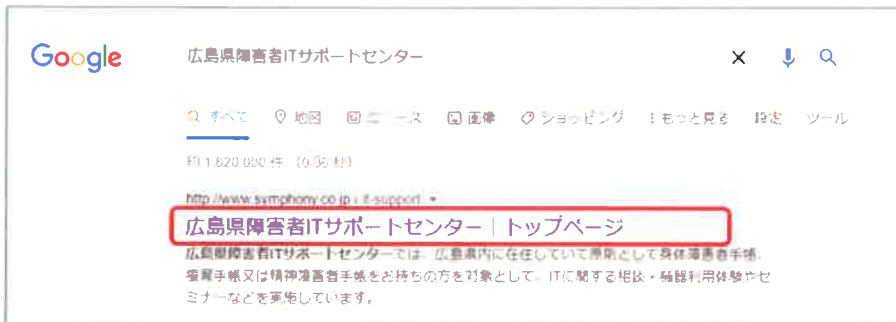 Google 広島県障害者ITサポートセンター
すべて 地図 ニュース 画像 ショッピング もっと見る 設定 ツール
約 1,820,000 件
http://www.symphony.co.jp › it-support
広島県障害者ITサポートセンター｜トップページ
広島県障害者ITサポートセンターでは、広島県内に在住していて原則として身体障害者手帳、
療育手帳又は精神障害者手帳をお持ちの方を対象として、ITに関する相談・機器利用体験やセ
ミナーなどを実施しています。